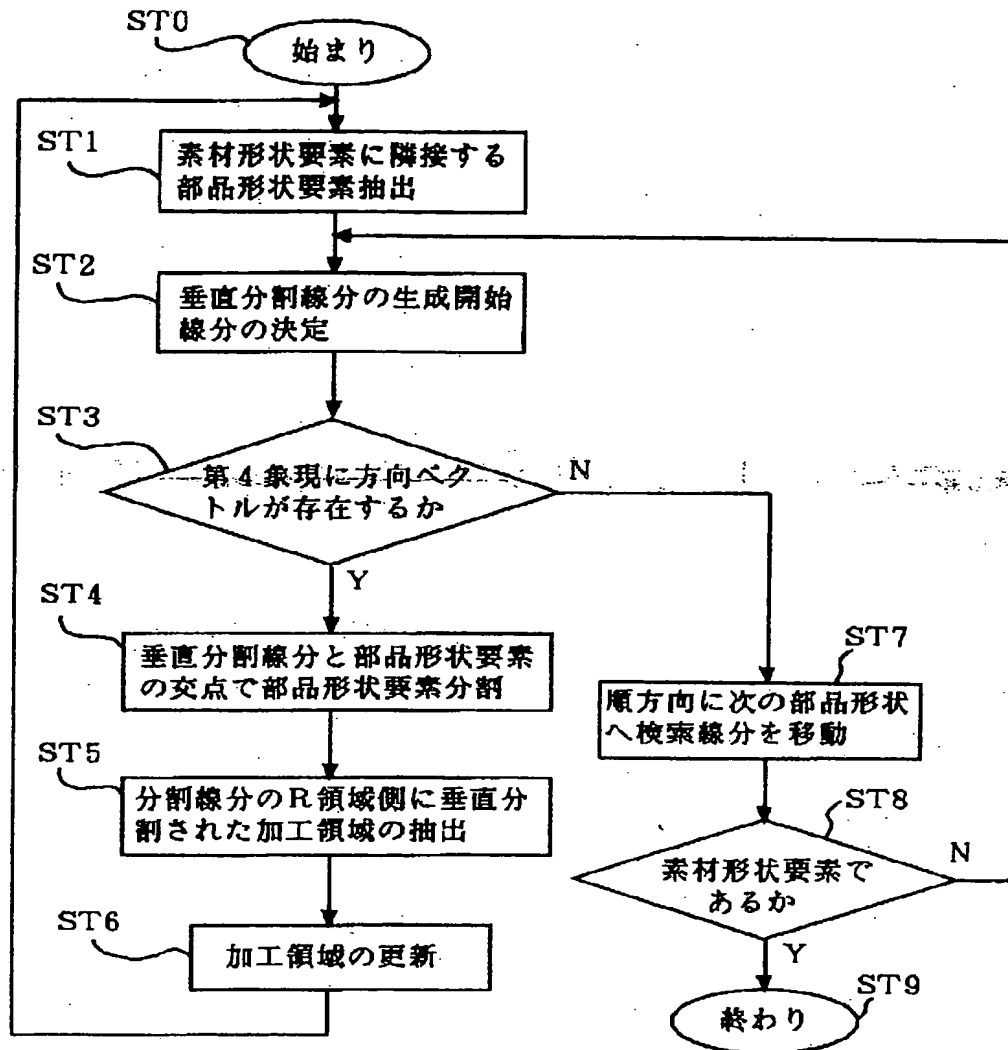 ST0
始まり
ST1
素材形状要素に隣接する
部品形状要素抽出
ST2
垂直分割線分の生成開始
線分の決定
ST3
第4象現に方向ベク
トルが存在するか
N
Y
ST4
垂直分割線分と部品形状要素
の交点で部品形状要素分割
ST5
分割線分のR領域側に垂直分
割された加工領域の抽出
ST6
加工領域の更新
ST7
順方向に次の部品形状
へ検索線分を移動
ST8
素材形状要素で
あるか
N
Y
ST9
終わり